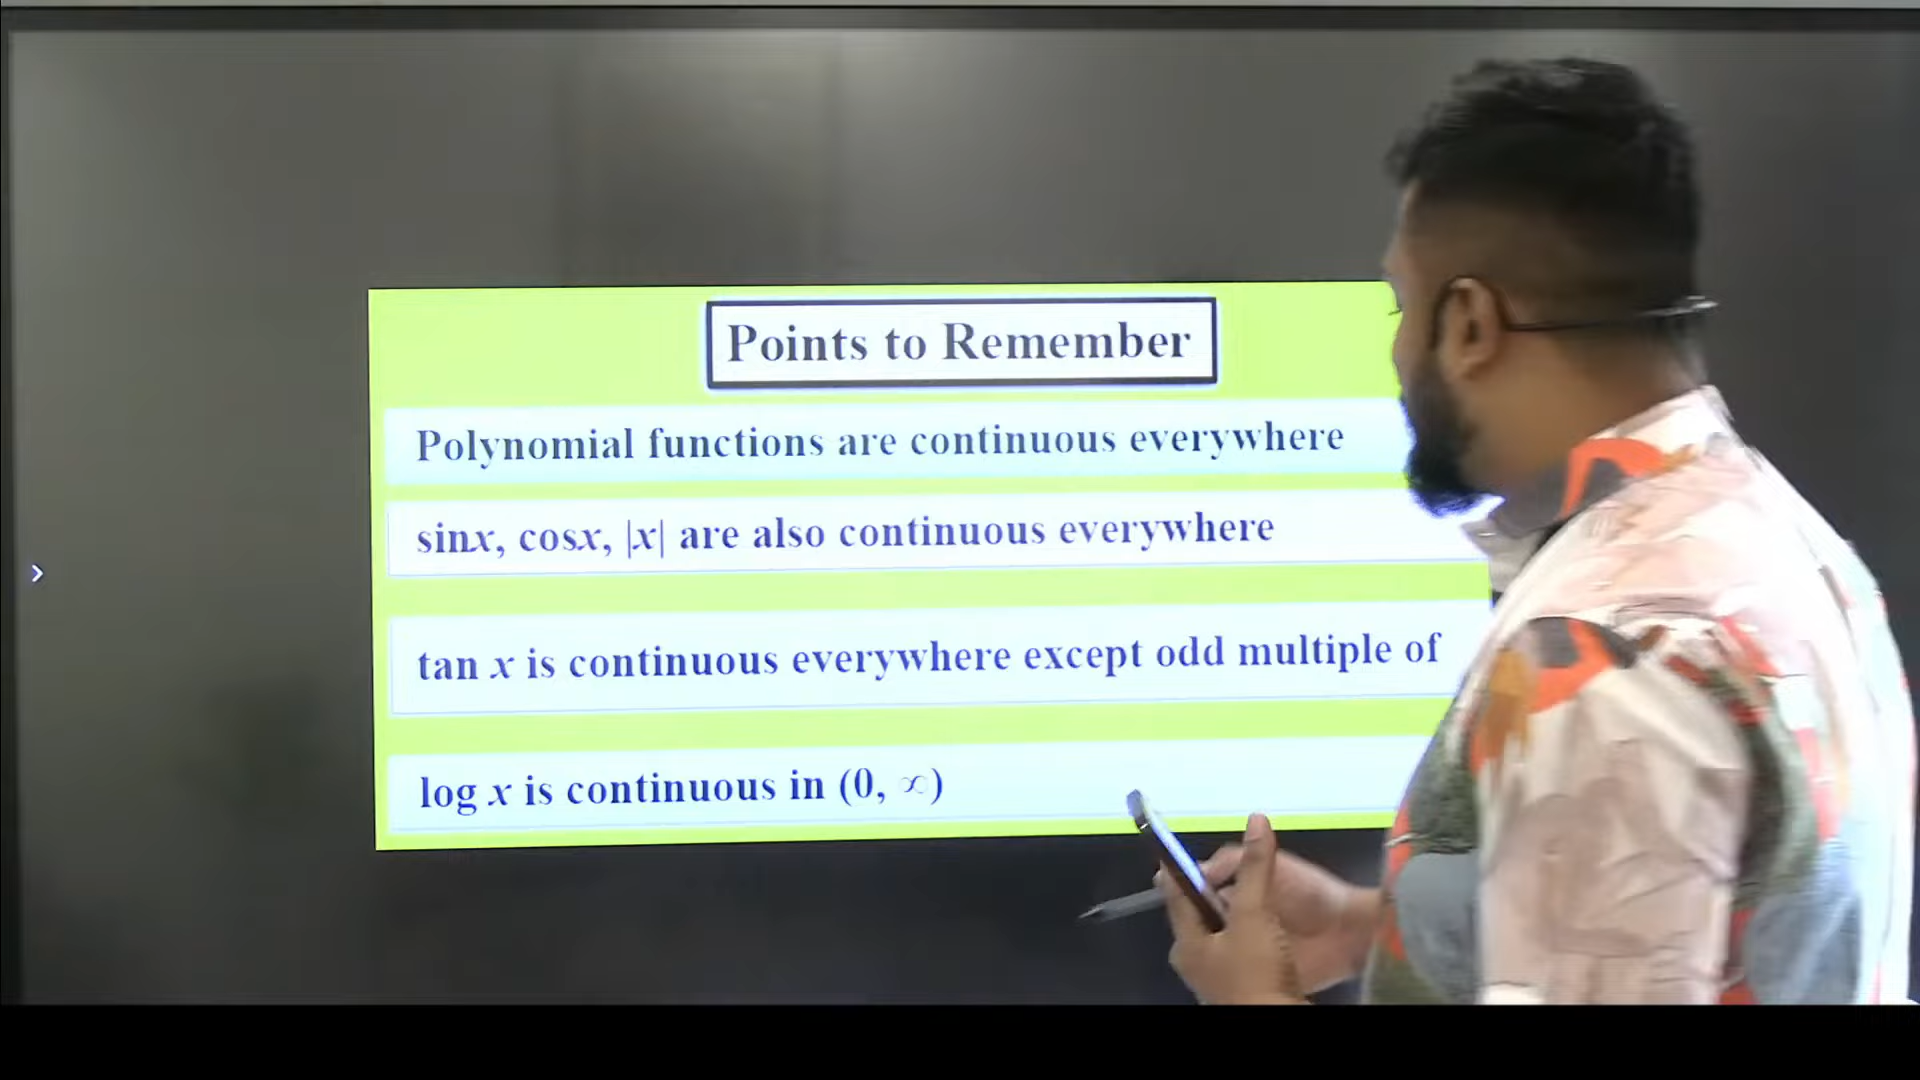 Points to Remember
Polynomial functions are continuous everywhere
sinx, cosx, |x| are also continuous everywhere
tan x is continuous everywhere except odd multiple of
log x is continuous in (0, ∞)